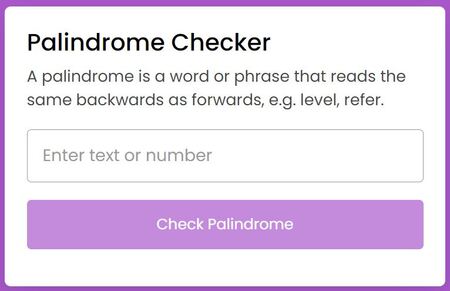 Palindrome Checker
A palindrome is a word or phrase that reads the
same backwards as forwards, e.g. level, refer.
Enter text or number
Check Palindrome